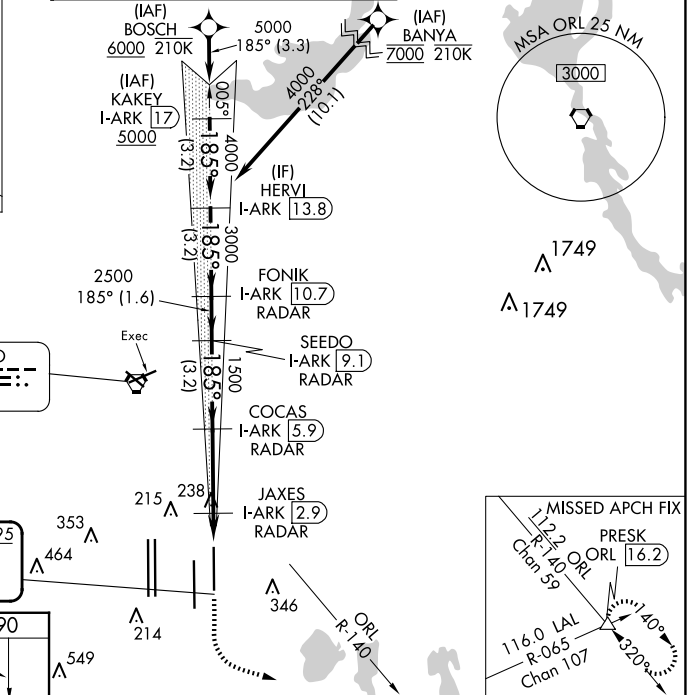 (IAF)
BOSCH
6000 210K
5000
185° (3.3)
(IAF)
BANYA
7000 210K
4000
228°
(10.1)
MSA ORL 25 NM
3000
(IAF)
KAKEY
I-ARK 17
5000
005°
4000
185°
(3.2)
(IF)
HERVI
I-ARK 13.8
3000
185°
(3.2)
1749
1749
2500
185° (1.6)
FONIK
I-ARK 10.7
RADAR
Exec
SEEDO
I-ARK 9.1
RADAR
1500
185°
(3.2)
COCAS
I-ARK 5.9
RADAR
JAXES
I-ARK 2.9
RADAR
215
238
353
464
95
346
214
90
549
ORL
R-140
MISSED APCH FIX
PRESK
ORL 16.2
112.2 ORL
R-140
Chan 59
116.0 LAL
R-065
Chan 107
140°
320°